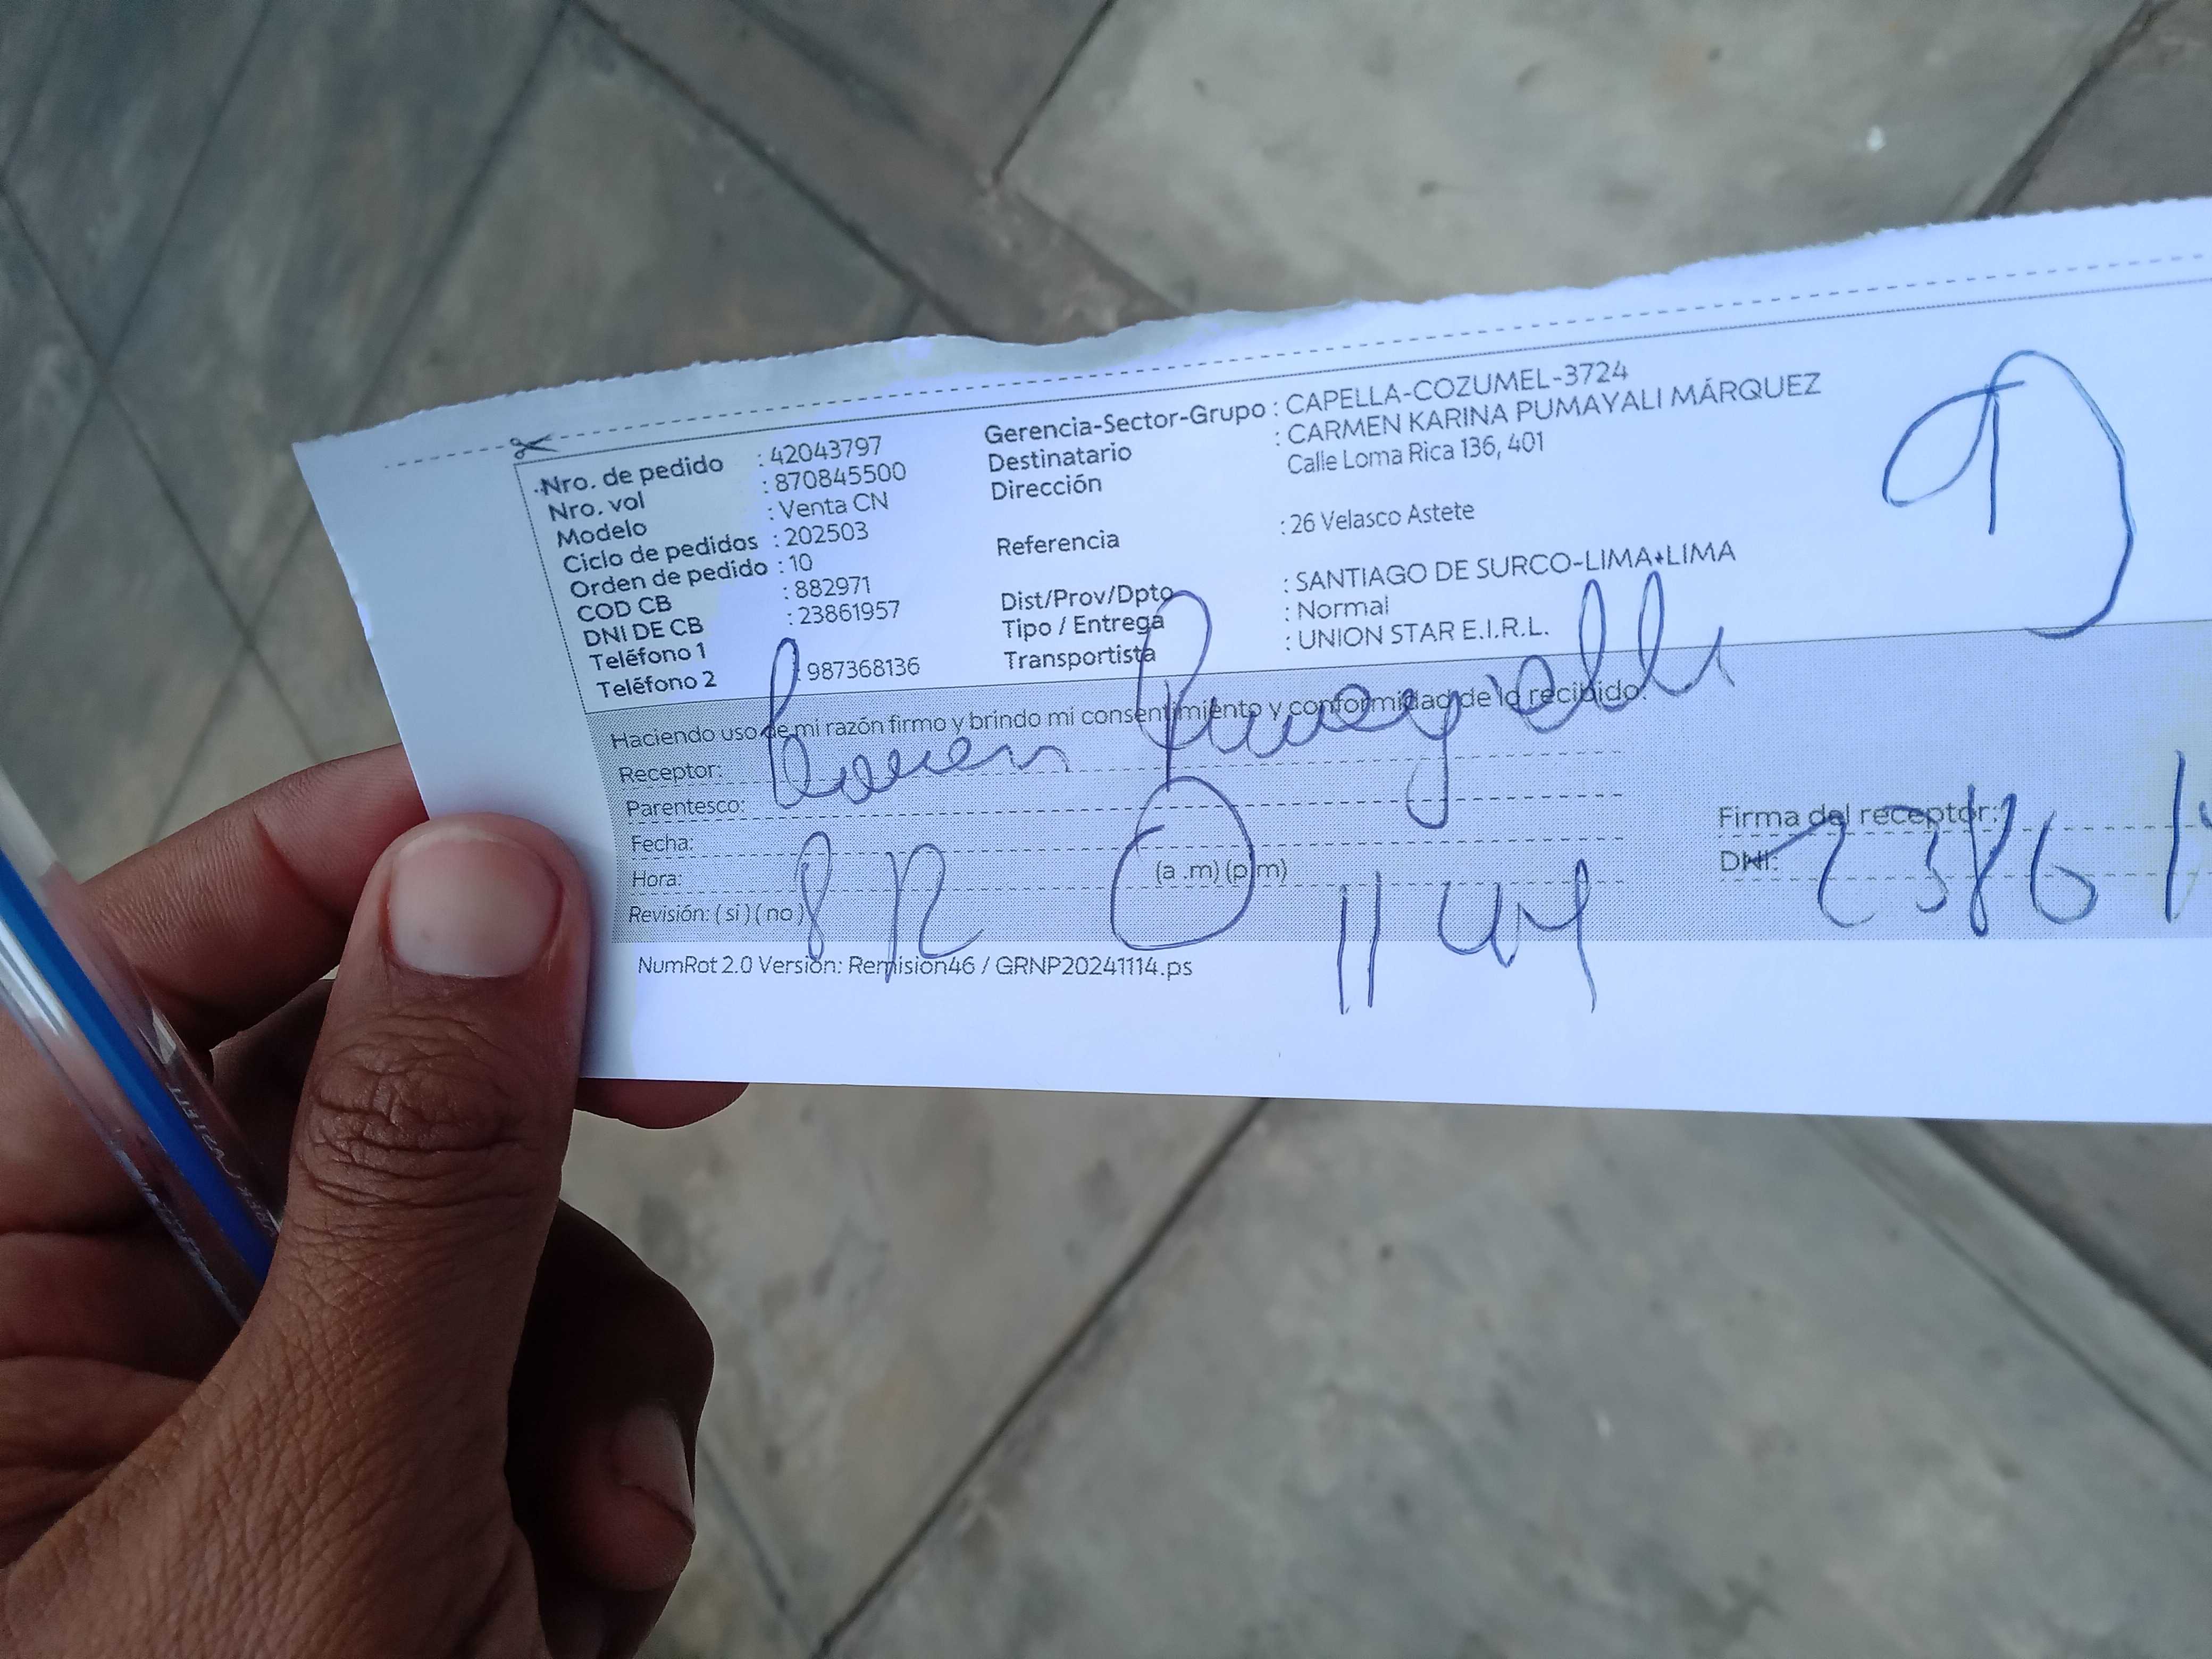 Nro. de pedido : 42043797
Nro. vol : 870845500
Modelo : Venta CN
Ciclo de pedidos : 202503
Orden de pedido : 10
COD CB : 882971
DNI DE CB : 23861957
Teléfono 1
Teléfono 2 : 987368136
Gerencia-Sector-Grupo : CAPELLA-COZUMEL-3724
Destinatario : CARMEN KARINA PUMAYALI MÁRQUEZ
Dirección Calle Loma Rica 136, 401
Referencia : 26 Velasco Astete
Dist/Prov/Dpto : SANTIAGO DE SURCO-LIMA-LIMA
Tipo / Entrega : Normal
Transportista : UNION STAR E.I.R.L.
Haciendo uso de mi razón firmo y brindo mi consentimiento y conformidad de lo recibido.
Receptor: Pumayalli
Parentesco:
Fecha:
Hora: (a .m) (p m)
Revisión: ( si ) ( no )
Firma del receptor:
DNI: 23861
NumRot 2.0 Versión: Remision46 / GRNP20241114.ps